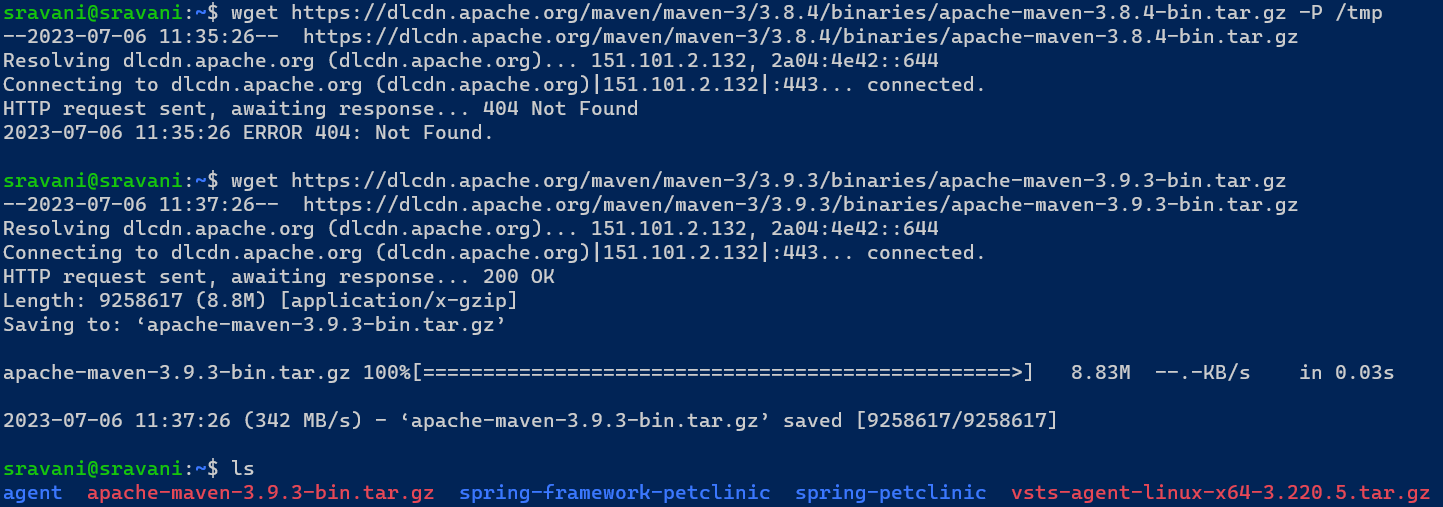 sravani@sravani:~$ wget https://dlcdn.apache.org/maven/maven-3/3.8.4/binaries/apache-maven-3.8.4-bin.tar.gz -P /tmp
--2023-07-06 11:35:26--  https://dlcdn.apache.org/maven/maven-3/3.8.4/binaries/apache-maven-3.8.4-bin.tar.gz
Resolving dlcdn.apache.org (dlcdn.apache.org)... 151.101.2.132, 2a04:4e42::644
Connecting to dlcdn.apache.org (dlcdn.apache.org)|151.101.2.132|:443... connected.
HTTP request sent, awaiting response... 404 Not Found
2023-07-06 11:35:26 ERROR 404: Not Found.
sravani@sravani:~$ wget https://dlcdn.apache.org/maven/maven-3/3.9.3/binaries/apache-maven-3.9.3-bin.tar.gz
--2023-07-06 11:37:26--  https://dlcdn.apache.org/maven/maven-3/3.9.3/binaries/apache-maven-3.9.3-bin.tar.gz
Resolving dlcdn.apache.org (dlcdn.apache.org)... 151.101.2.132, 2a04:4e42::644
Connecting to dlcdn.apache.org (dlcdn.apache.org)|151.101.2.132|:443... connected.
HTTP request sent, awaiting response... 200 OK
Length: 9258617 (8.8M) [application/x-gzip]
Saving to: ‘apache-maven-3.9.3-bin.tar.gz’
apache-maven-3.9.3-bin.tar.gz 100%[=================================================>]   8.83M  --.-KB/s    in 0.03s
2023-07-06 11:37:26 (342 MB/s) - ‘apache-maven-3.9.3-bin.tar.gz’ saved [9258617/9258617]
sravani@sravani:~$ ls
agent  apache-maven-3.9.3-bin.tar.gz  spring-framework-petclinic  spring-petclinic  vsts-agent-linux-x64-3.220.5.tar.gz